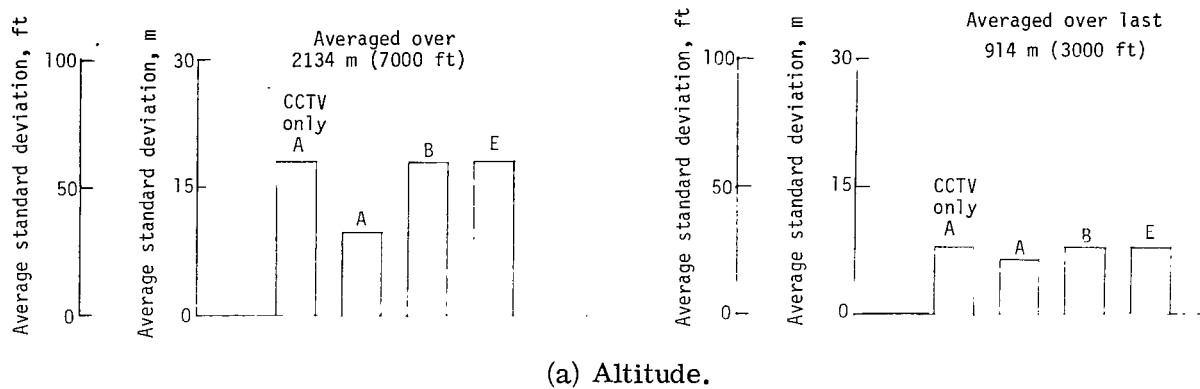 Average standard deviation, ft
100
50
0
Average standard deviation, m
30
15
0
Averaged over
2134 m (7000 ft)
CCTV
only
A
A
B
E
Average standard deviation, ft
100
50
0
Average standard deviation, m
30
15
0
Averaged over last
914 m (3000 ft)
CCTV
only
A
A
B
E
(a) Altitude.